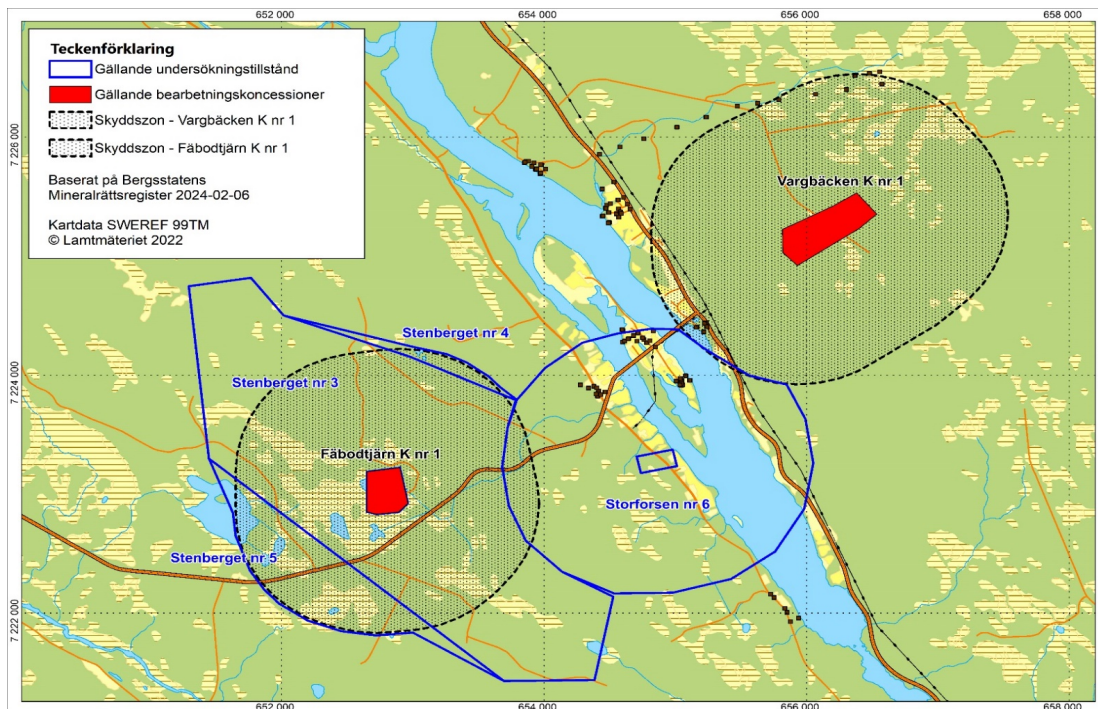 652 000
654 000
656 000
658 000
Teckenförklaring
Gällande undersökningtillstånd
Gällande bearbetningkoncessioner
Skyddszon - Vargbäcken K nr 1
Skyddszon - Fäbodtjärn K nr 1
Baserat på Bergsstatens
Mineralrättsregister 2024-02-06
Kartdata SWEREF 99TM
© Lamtmäteriet 2022
7 226 000
Vargbäcken K nr 1
Stenberget nr 4
7 224 000
Stenberget nr 3
Fäbodtjärn K nr 1
Storforsen nr 6
Stenberget nr 5
7 222 000
652 000
654 000
656 000
658 000